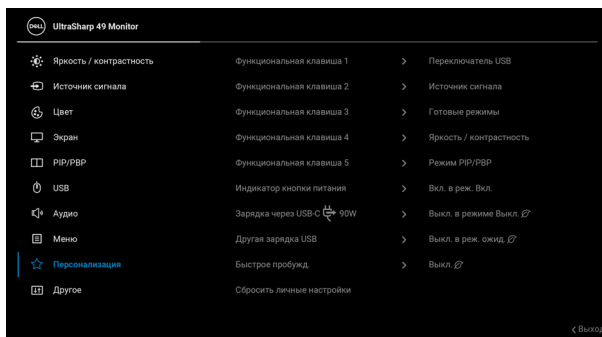 DELL UltraSharp 49 Monitor
Яркость / контрастность Функциональная клавиша 1 > Переключатель USB
Источник сигнала Функциональная клавиша 2 > Источник сигнала
Цвет Функциональная клавиша 3 > Готовые режимы
Экран Функциональная клавиша 4 > Яркость / контрастность
PIP/PBP Функциональная клавиша 5 > Режим PIP/PBP
USB Индикатор кнопки питания > Вкл. в реж. Вкл.
Аудио Зарядка через USB-C 90W > Выкл. в режиме Выкл.
Меню Другая зарядка USB > Выкл. в реж. ожид.
Персонализация Быстрое пробужд. > Выкл.
Другое Сбросить личные настройки
< Выход